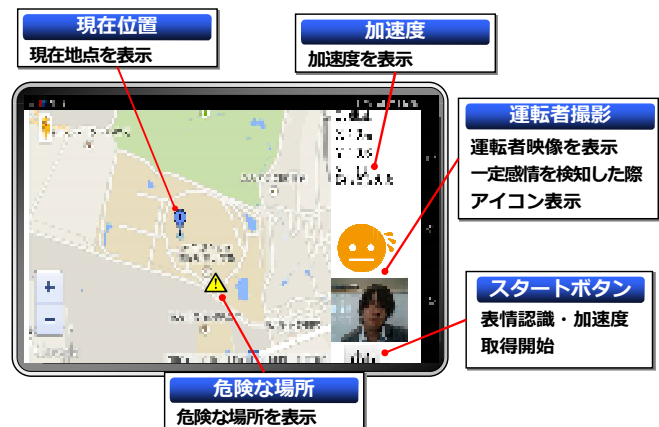 現在位置
現在地点を表示
加速度
加速度を表示
運転者撮影
運転者映像を表示
一定感情を検知した際
アイコン表示
スタートボタン
表情認識・加速度
取得開始
危険な場所
危険な場所を表示
+
−
Google